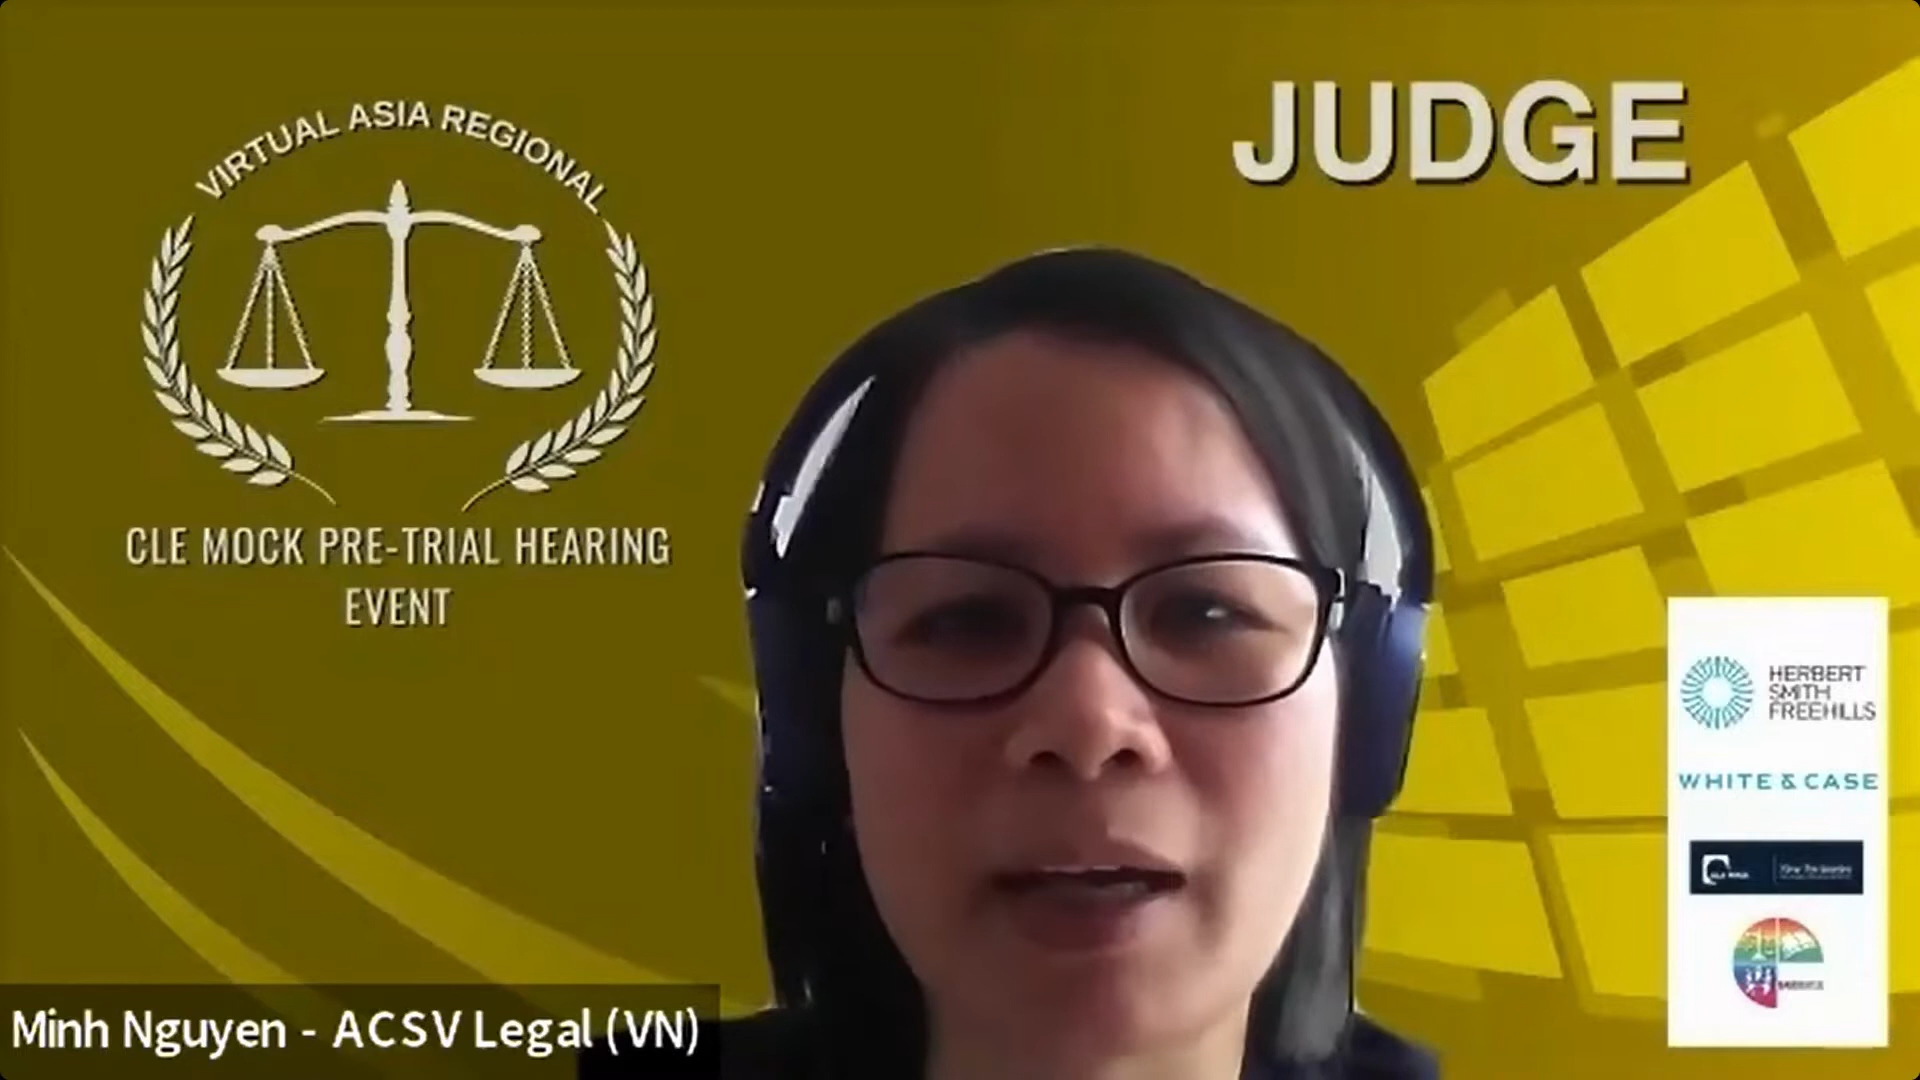 VIRTUAL ASIA REGIONAL
JUDGE
CLE MOCK PRE-TRIAL HEARING
EVENT
HERBERT
SMITH
FREEHILLS
WHITE & CASE
Minh Nguyen - ACSV Legal (VN)